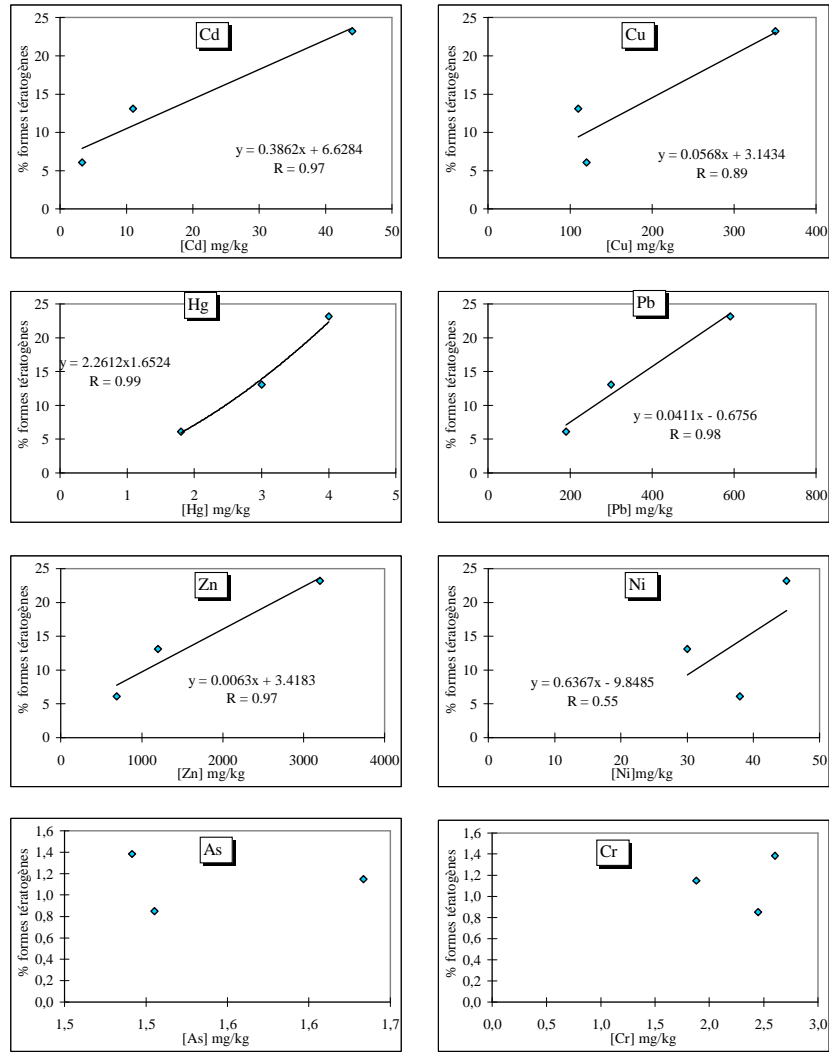 Cd
25
20
15
10
5
0
% formes tératogènes
y = 0.3862x + 6.6284
R = 0.97
0 10 20 30 40 50
[Cd] mg/kg
Cu
25
20
15
10
5
0
% formes tératogènes
y = 0.0568x + 3.1434
R = 0.89
0 100 200 300 400
[Cu] mg/kg
Hg
25
20
15
10
5
0
% formes tératogènes
y = 2.2612x1.6524
R = 0.99
0 1 2 3 4 5
[Hg] mg/kg
Pb
25
20
15
10
5
0
% formes tératogènes
y = 0.0411x - 0.6756
R = 0.98
0 200 400 600 800
[Pb] mg/kg
Zn
25
20
15
10
5
0
% formes tératogènes
y = 0.0063x + 3.4183
R = 0.97
0 1000 2000 3000 4000
[Zn] mg/kg
Ni
25
20
15
10
5
0
% formes tératogènes
y = 0.6367x - 9.8485
R = 0.55
0 10 20 30 40 50
[Ni]mg/kg
As
1,6
1,4
1,2
1,0
0,8
0,6
0,4
0,2
0,0
% formes tératogènes
1,5 1,5 1,6 1,6 1,7
[As] mg/kg
Cr
1,6
1,4
1,2
1,0
0,8
0,6
0,4
0,2
0,0
% formes tératogènes
0,0 0,5 1,0 1,5 2,0 2,5 3,0
[Cr] mg/kg